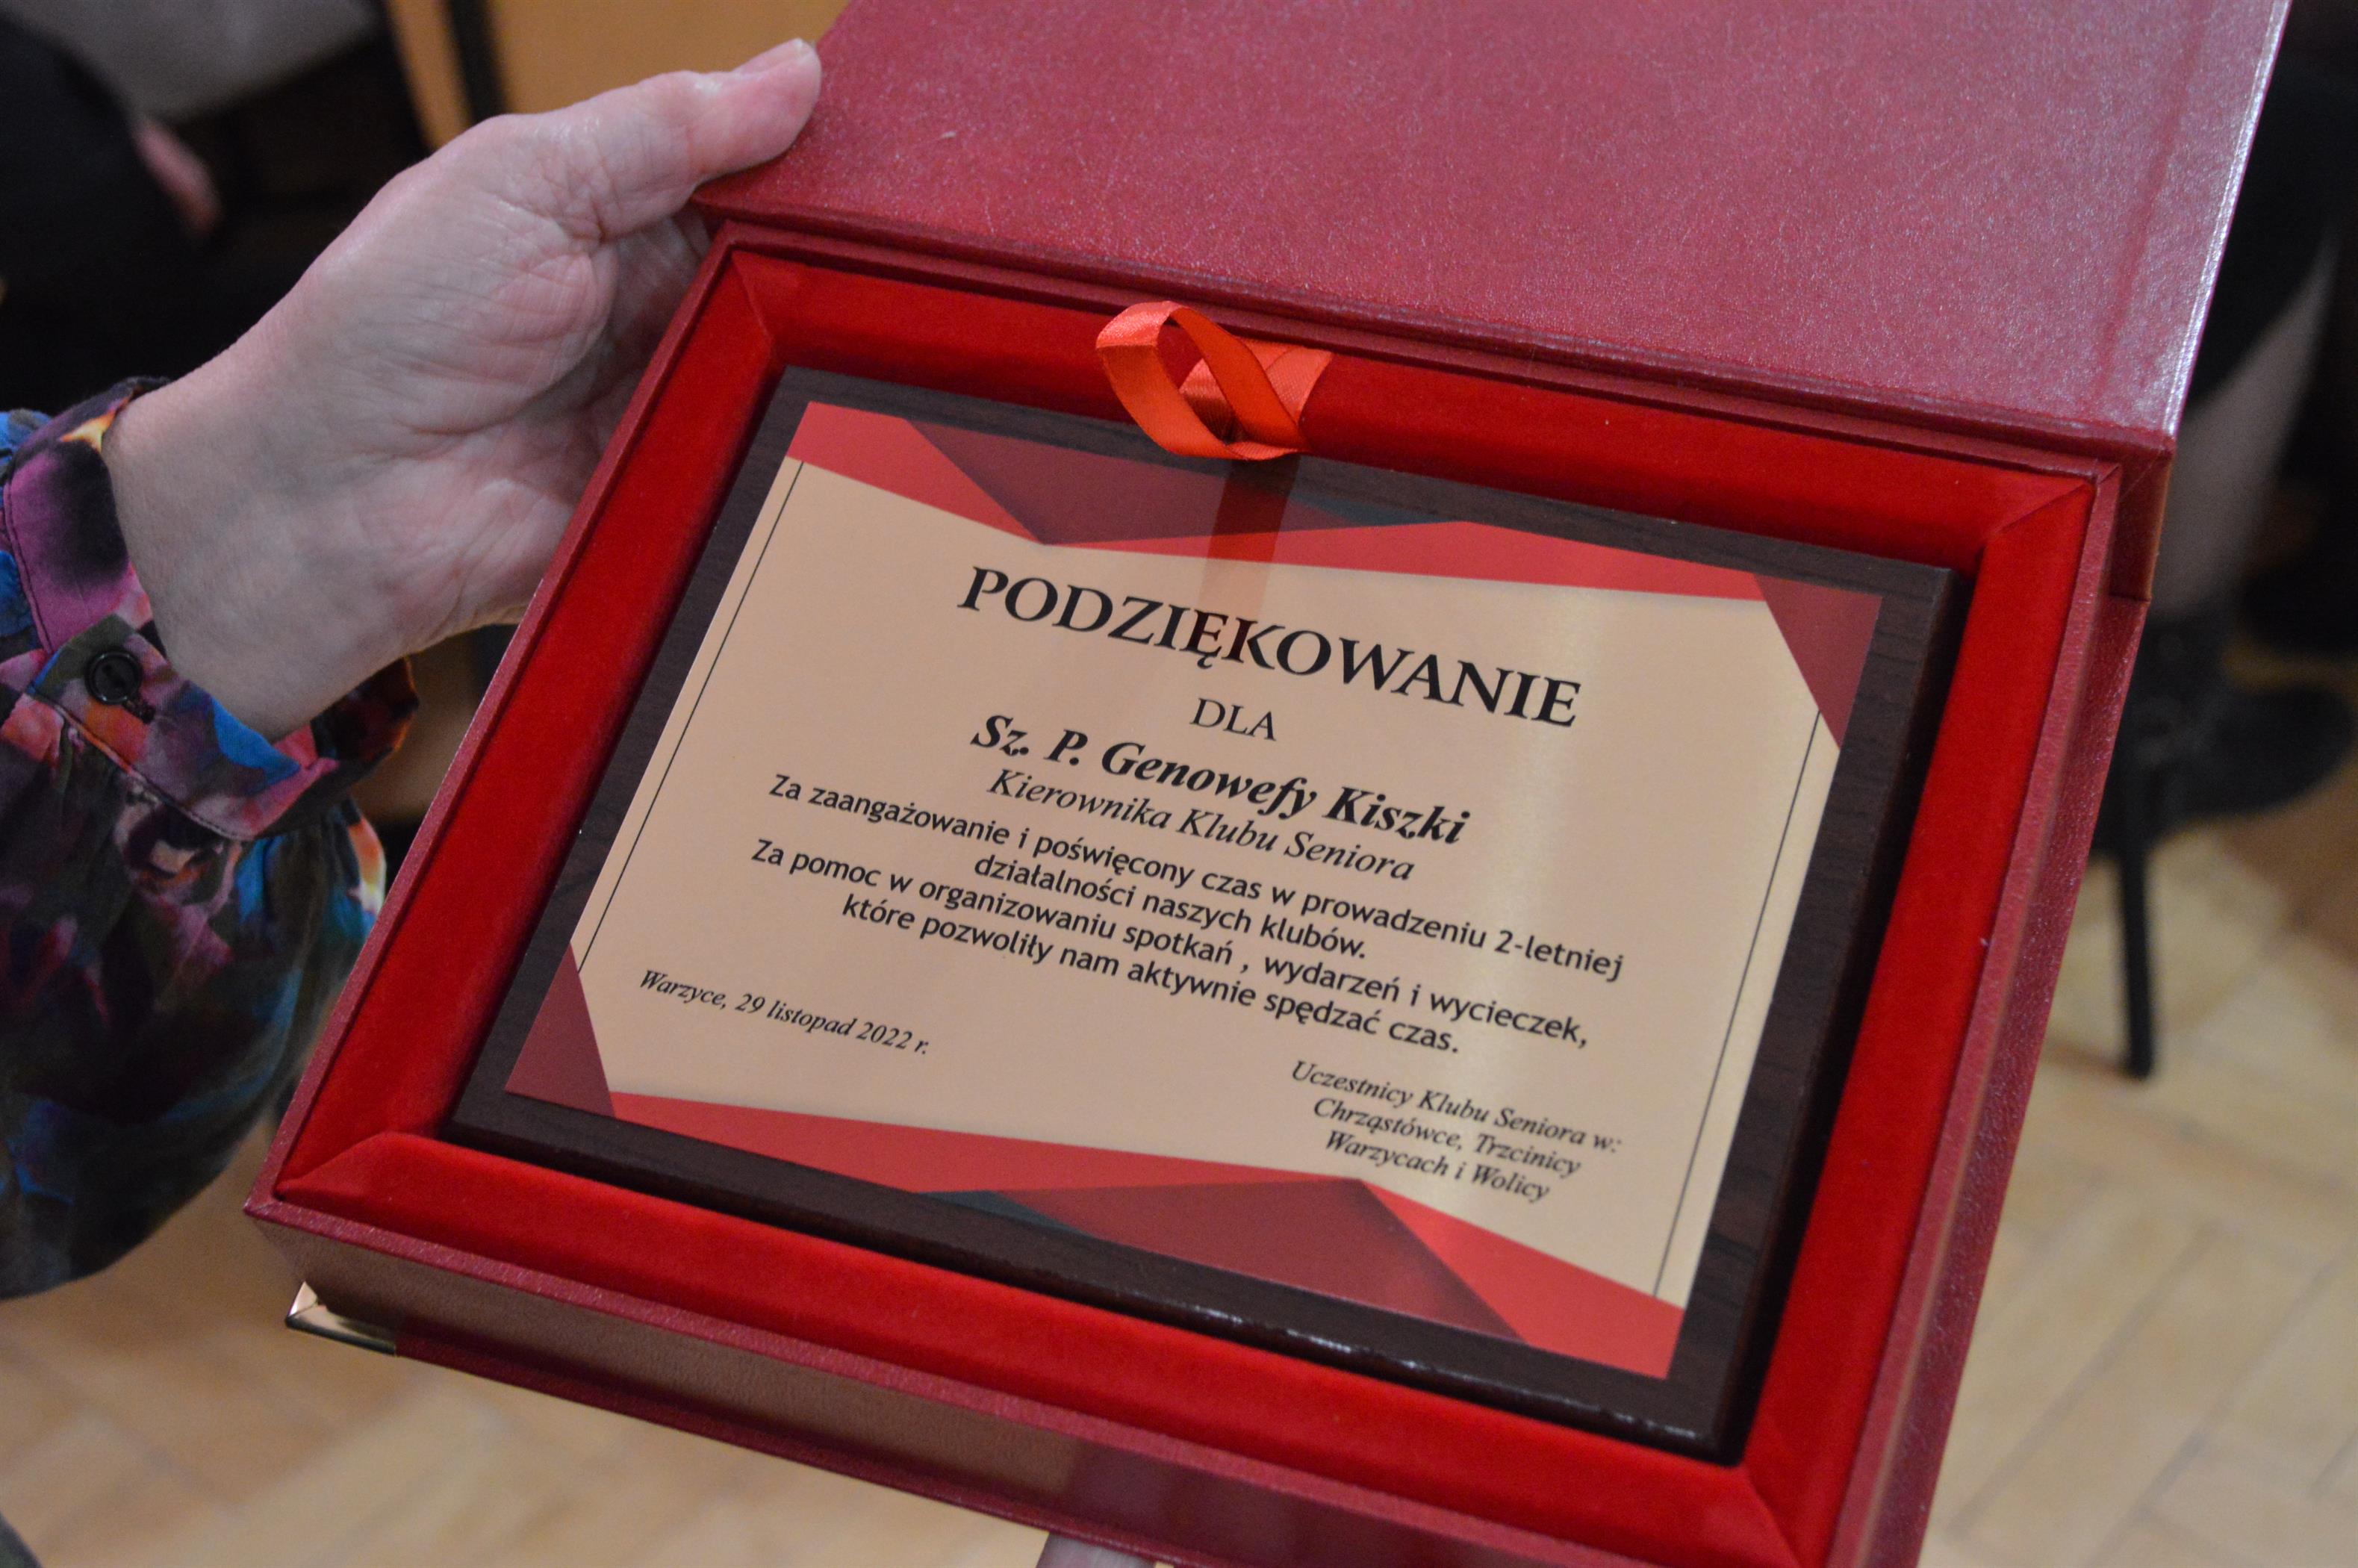 PODZIĘKOWANIE
DLA
Sz. P. Genowefy Kiszki
Kierownika Klubu Seniora
Za zaangażowanie i poświęcony czas w prowadzeniu 2-letniej
działalności naszych klubów.
Za pomoc w organizowaniu spotkań , wydarzeń i wycieczek,
które pozwoliły nam aktywnie spędzać czas.
Warzyce, 29 listopad 2022 r.
Uczestnicy Klubu Seniora w:
Chrząstówce, Trzcinicy
Warzycach i Wolicy